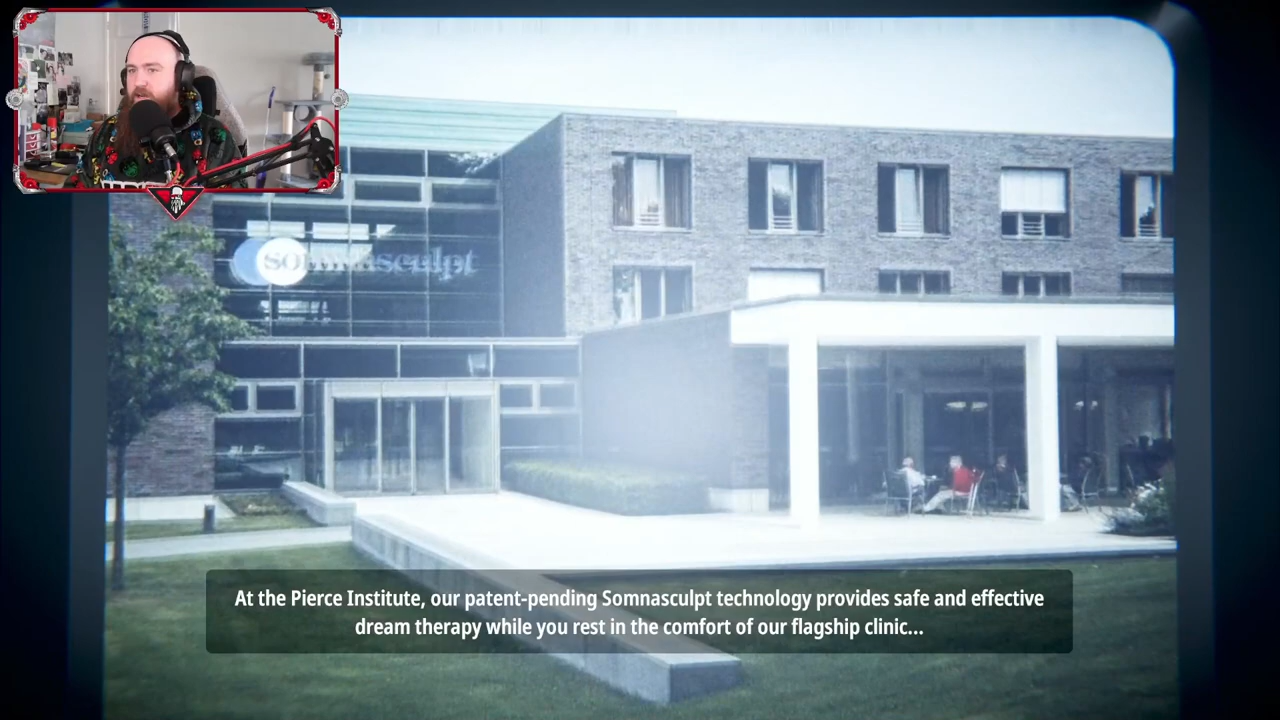 somnasculpt
At the Pierce Institute, our patent-pending Somnasculpt technology provides safe and effective
dream therapy while you rest in the comfort of our flagship clinic...